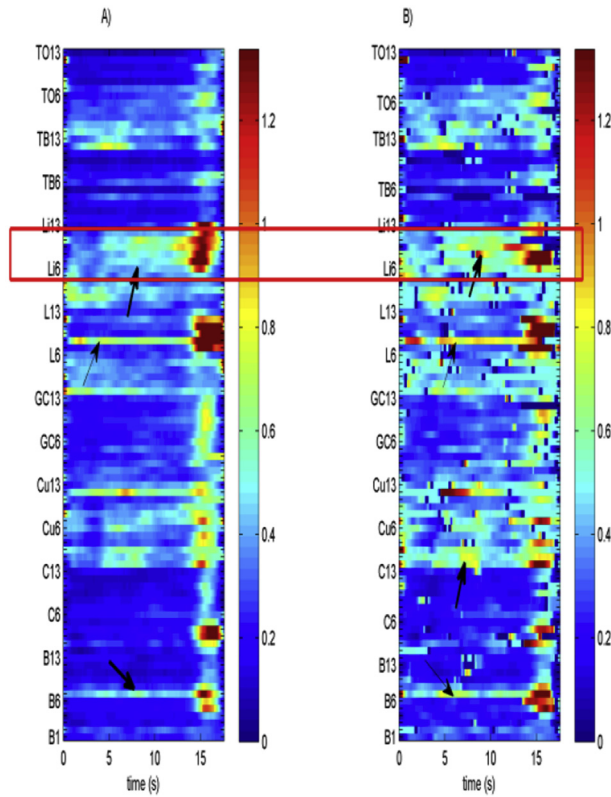 A)
B)
TO13
TO6
TB13
TB6
Li13
Li6
L13
L6
GC13
GC6
Cu13
Cu6
C13
C6
B13
B6
B1
0
5
10
15
time (s)
1.2
1
0.8
0.6
0.4
0.2
0
TO13
TO6
TB13
TB6
Li13
Li6
L13
L6
GC13
GC6
Cu13
Cu6
C13
C6
B13
B6
B1
0
5
10
15
time (s)
1.2
1
0.8
0.6
0.4
0.2
0